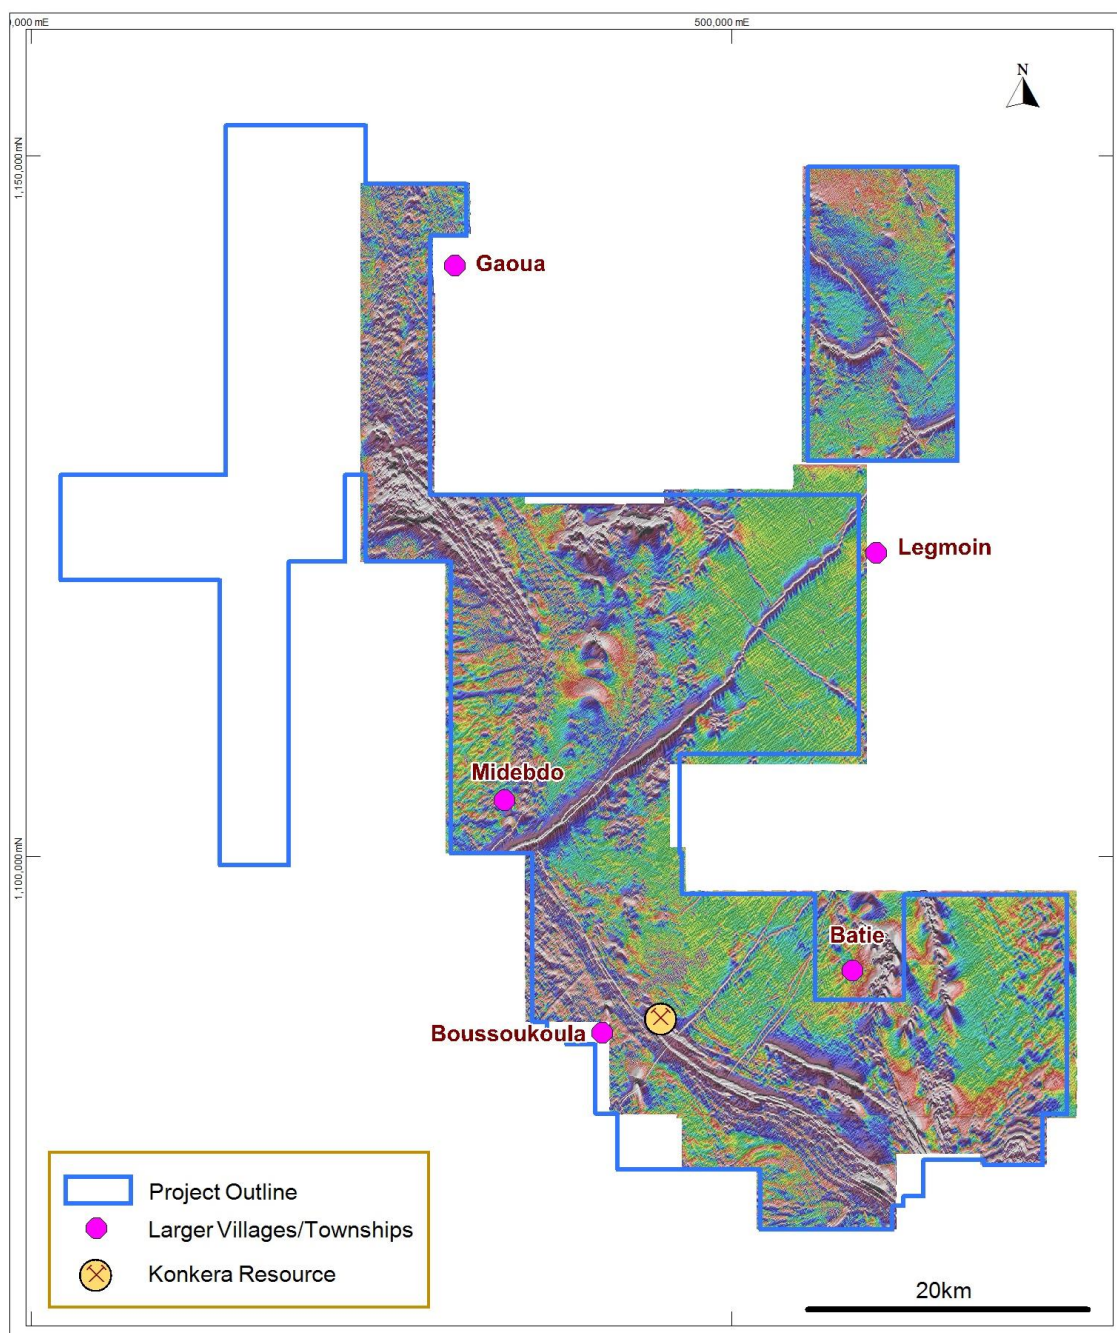 0,000 mE
500,000 mE
N
1,150,000 mN
Gaoua
Legmoin
Midebdo
1,100,000 mN
Batie
Boussoukoula
Project Outline
Larger Villages/Townships
Konkera Resource
20km